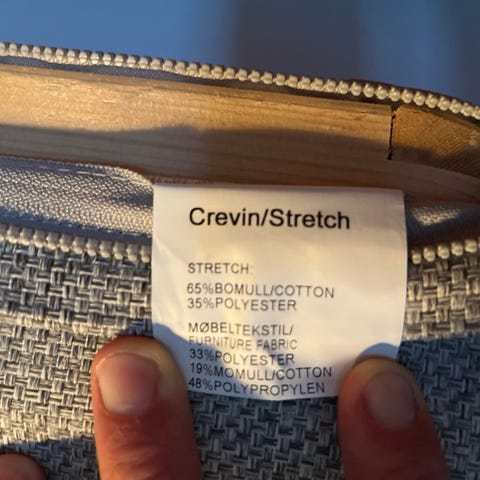 Crevin/Stretch
STRETCH:
65%BOMULL/COTTON
35%POLYESTER
MØBELTEKSTIL/
FURNITURE FABRIC
33%POLYESTER
19%MOMULL/COTTON
48%POLYPROPYLEN